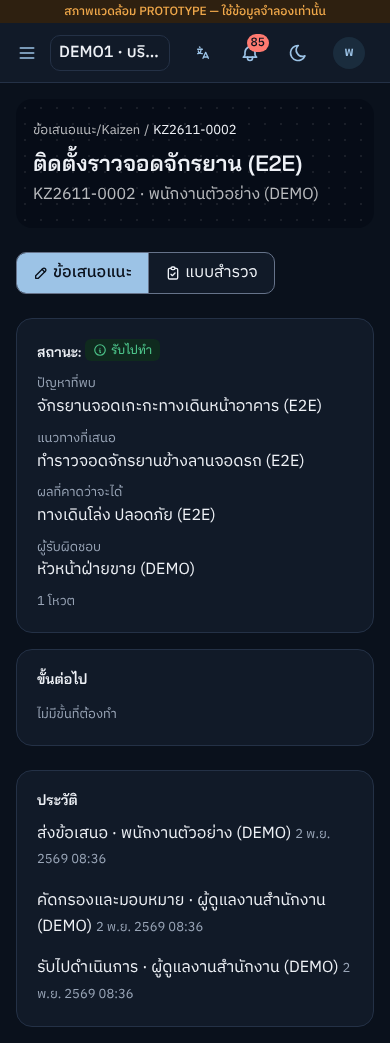 สภาพแวดล้อม PROTOTYPE — ใช้ข้อมูลจำลองเท่านั้น
DEMO1 · บริ...
85
พ
ข้อเสนอแนะ/Kaizen / KZ2611-0002
ติดตั้งราวจอดจักรยาน (E2E)
KZ2611-0002 · พนักงานตัวอย่าง (DEMO)
ข้อเสนอแนะ
แบบสำรวจ
สถานะ: รับไปทำ
ปัญหาที่พบ
จักรยานจอดเกะกะทางเดินหน้าอาคาร (E2E)
แนวทางที่เสนอ
ทำราวจอดจักรยานข้างลานจอดรถ (E2E)
ผลที่คาดว่าจะได้
ทางเดินโล่ง ปลอดภัย (E2E)
ผู้รับผิดชอบ
หัวหน้าฝ่ายขาย (DEMO)
1 โหวต
ขั้นต่อไป
ไม่มีขั้นที่ต้องทำ
ประวัติ
ส่งข้อเสนอ · พนักงานตัวอย่าง (DEMO) 2 พ.ย.
2569 08:36
คัดกรองและมอบหมาย · ผู้ดูแลงานสำนักงาน
(DEMO) 2 พ.ย. 2569 08:36
รับไปดำเนินการ · ผู้ดูแลงานสำนักงาน (DEMO) 2
พ.ย. 2569 08:36